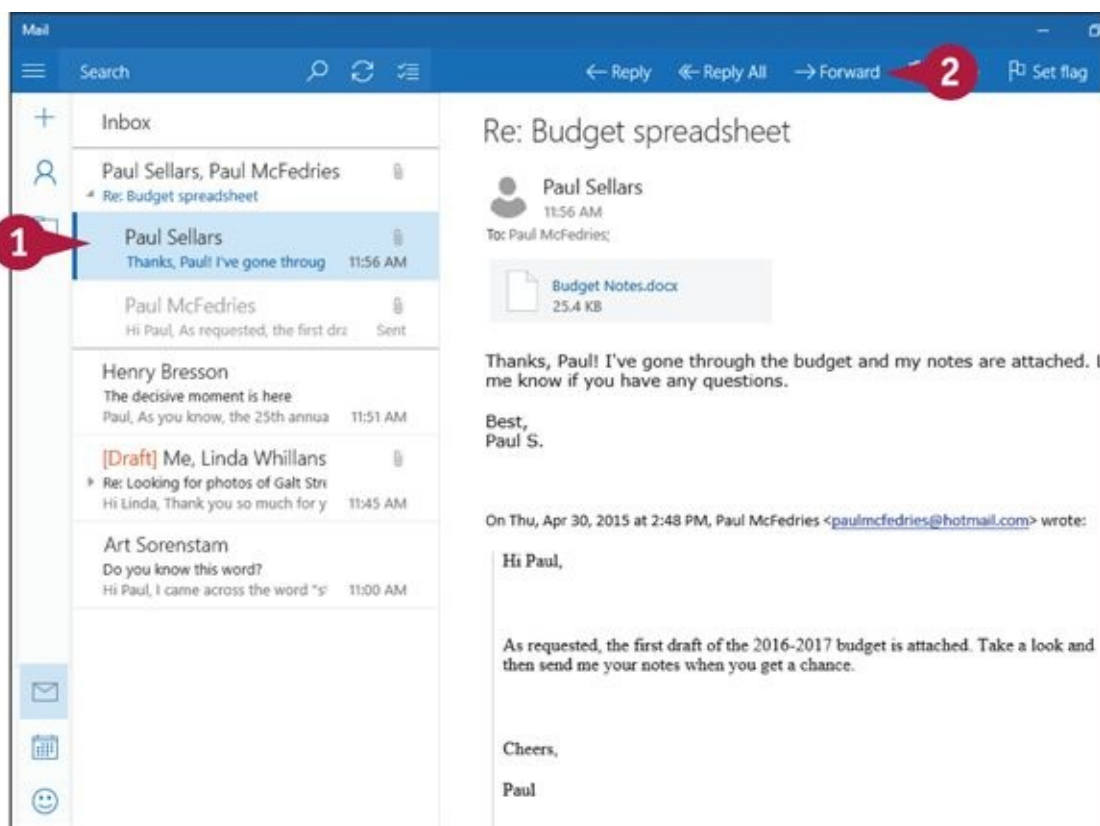 Mail
Search
← Reply
Reply All
→ Forward
2
Set flag
Inbox
Paul Sellars, Paul McFedries
Re: Budget spreadsheet
1
Paul Sellars
Thanks, Paul! I've gone throug 11:56 AM
Paul McFedries
Hi Paul, As requested, the first dra Sent
Henry Bresson
The decisive moment is here
Paul, As you know, the 25th annua 11:51 AM
[Draft] Me, Linda Whillans
Re: Looking for photos of Galt Stre
Hi Linda, Thank you so much for y 11:45 AM
Art Sorenstam
Do you know this word?
Hi Paul, I came across the word "s 11:00 AM
Re: Budget spreadsheet
Paul Sellars
11:56 AM
To: Paul McFedries;
Budget Notes.docx
25.4 KB
Thanks, Paul! I've gone through the budget and my notes are attached.
me know if you have any questions.
Best,
Paul S.
On Thu, Apr 30, 2015 at 2:48 PM, Paul McFedries <paulmcfedries@hotmail.com> wrote:
Hi Paul,
As requested, the first draft of the 2016-2017 budget is attached. Take a look and
then send me your notes when you get a chance.
Cheers,
Paul